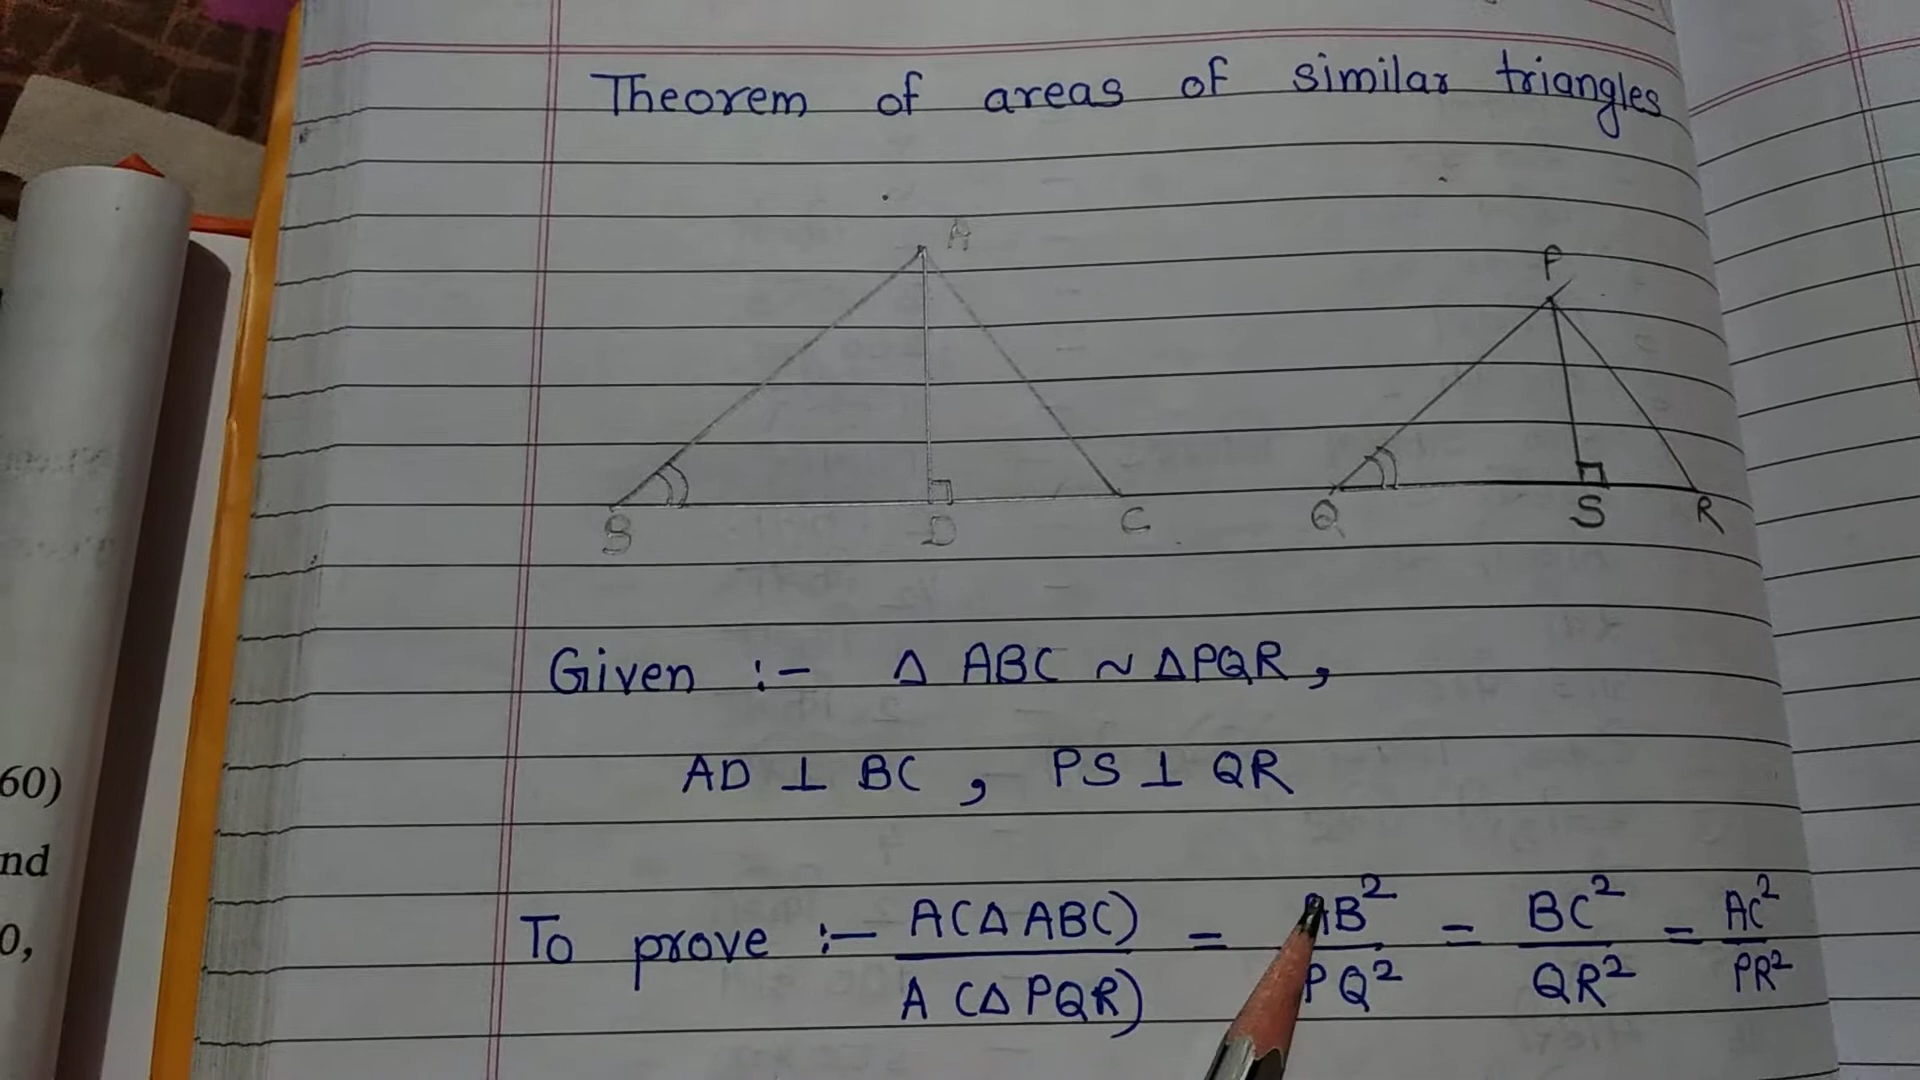 Theorem of areas of similar triangles
A
P
B D C Q S R
Given :- Δ ABC ~ ΔPQR,
AD ⊥ BC , PS ⊥ QR
To prove :- A(Δ ABC) / A (Δ PQR) = AB² / PQ² = BC² / QR² = AC² / PR²
60)
nd
0,